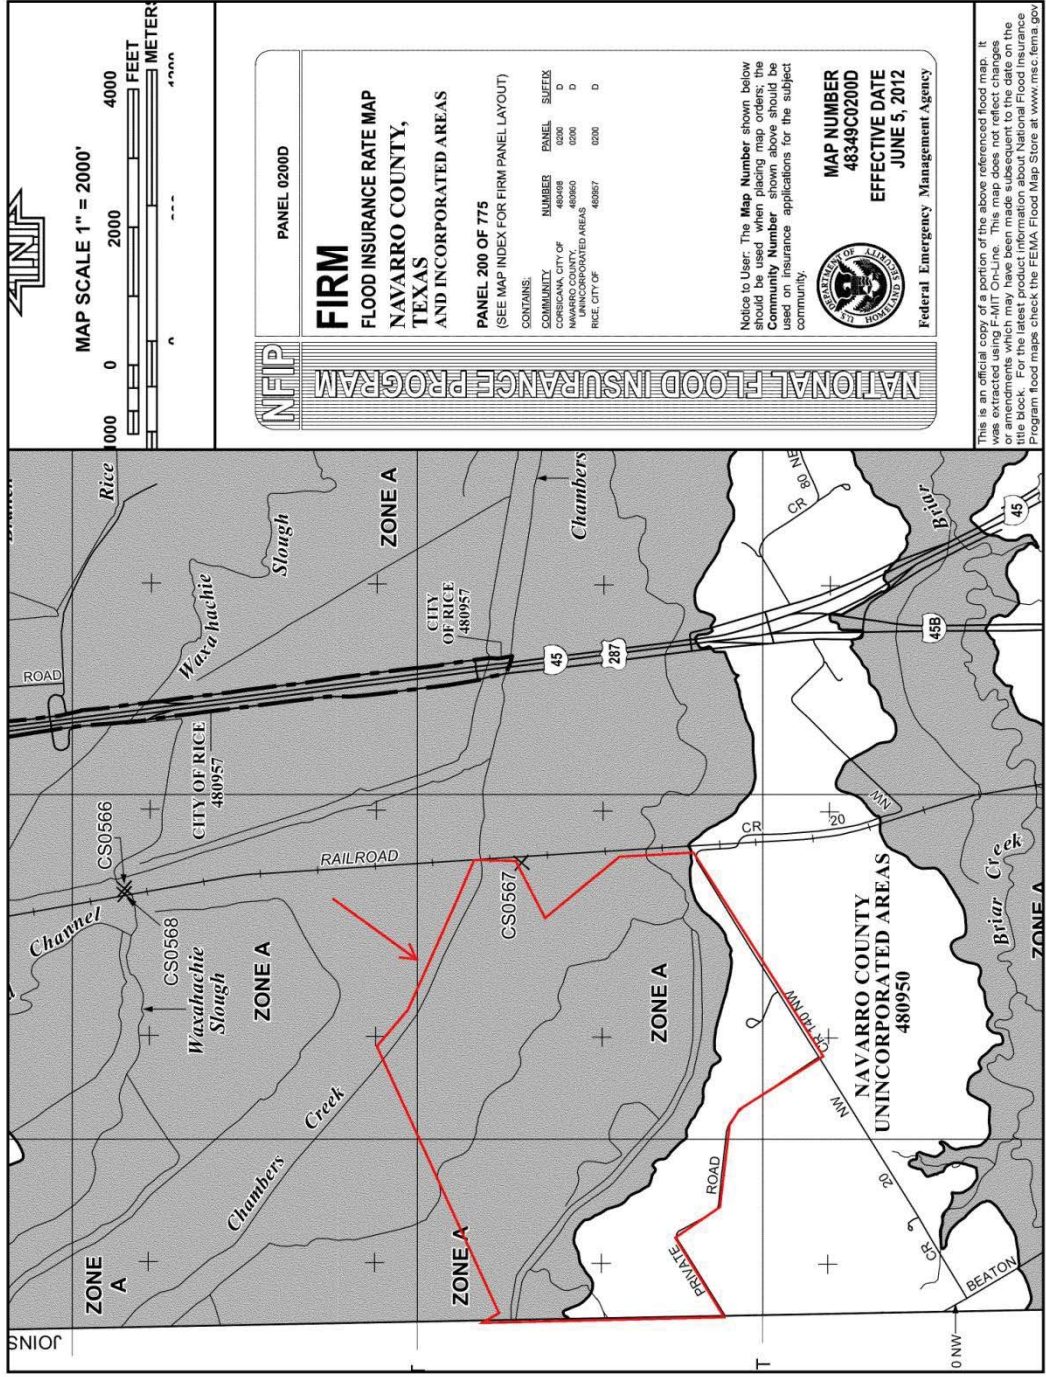 MAP SCALE 1" = 2000'
1000 0 2000 4000
FEET
METERS
PANEL 0200D
FIRM
FLOOD INSURANCE RATE MAP
NAVARRO COUNTY,
TEXAS
AND INCORPORATED AREAS
PANEL 200 OF 775
(SEE MAP INDEX FOR FIRM PANEL LAYOUT)
CONTAINS:
COMMUNITY NUMBER PANEL SUFFIX
CORSICANA, CITY OF 480498 0200 D
NAVARRO COUNTY, 480950 0200 D
UNINCORPORATED AREAS
RICE, CITY OF 480957 0200 D
Notice to User: The Map Number shown below
should be used when placing map orders; the
Community Number shown above should be
used on insurance applications for the subject
community.
MAP NUMBER
48349C0200D
EFFECTIVE DATE
JUNE 5, 2012
U.S. DEPARTMENT OF HOMELAND SECURITY
Federal Emergency Management Agency
NFIP
NATIONAL FLOOD INSURANCE PROGRAM
This is an official copy of a portion of the above referenced flood map. It
was extracted using F-MIT On-Line. This map does not reflect changes
or amendments which may have been made subsequent to the date on the
title block. For the latest product information about National Flood Insurance
Program flood maps check the FEMA Flood Map Store at www.msc.fema.gov
JOINS
ZONE
A
Channel
CS0566
CS0568
Waxahachie
Slough
ZONE A
ROAD
Rice
Waxahachie
Slough
CITY OF RICE
480957
RAILROAD
ZONE A
CITY
OF RICE
480957
Chambers
Creek
Chambers
ZONE A
CS0567
45
287
ZONE A
PRIVATE ROAD
CR 140 NW
CR 20 NW
CR 80 NE
NAVARRO COUNTY
UNINCORPORATED AREAS
480950
CR 20 NW
BEATON
0 NW
Briar Creek
ZONE A
45B
Briar
45